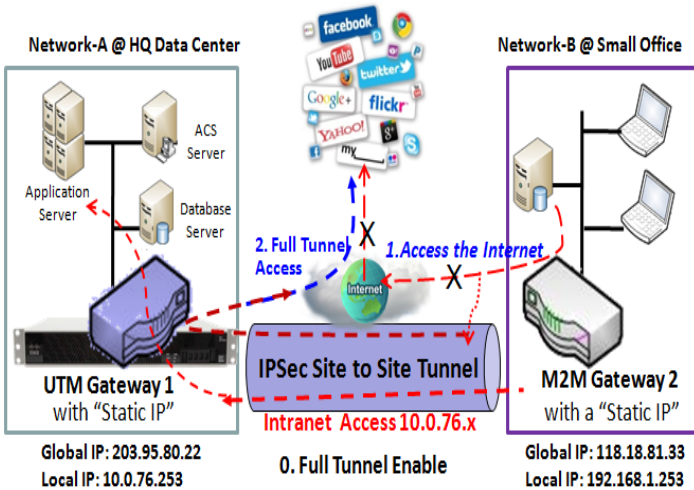 Network-A @ HQ Data Center
Network-B @ Small Office
facebook
YouTube
twitter
Google+
flickr
YAHOO!
g+
my
ACS
Server
Application
Server
Database
Server
2. Full Tunnel
Access
1.Access the Internet
X
X
Internet
IPSec Site to Site Tunnel
UTM Gateway 1
with “Static IP”
M2M Gateway 2
with a “Static IP”
Intranet Access 10.0.76.x
Global IP: 203.95.80.22
Local IP: 10.0.76.253
0. Full Tunnel Enable
Global IP: 118.18.81.33
Local IP: 192.168.1.253